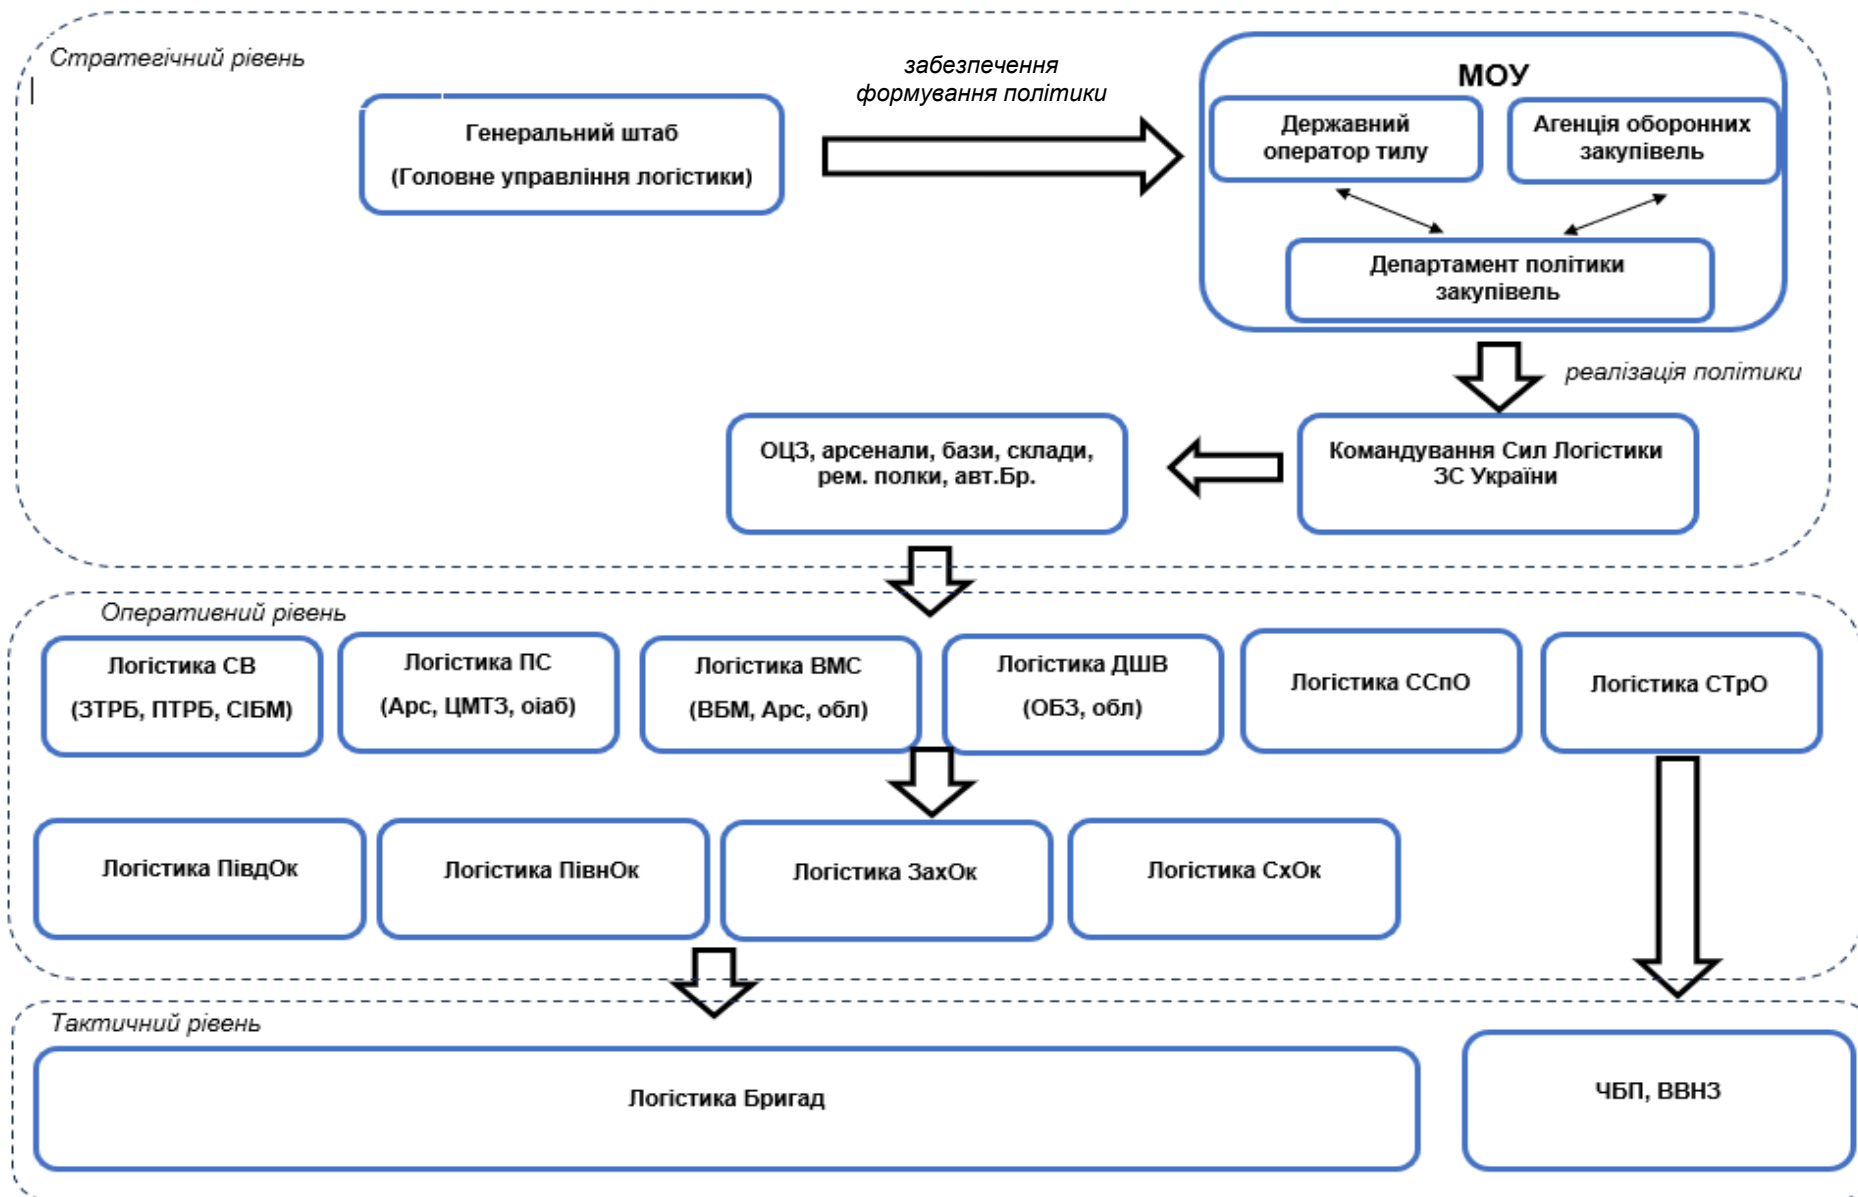 Стратегічний рівень
забезпечення
формування політики
МОУ
Генеральний штаб
(Головне управління логістики)
Державний
оператор тилу
Агенція оборонних
закупівель
Департамент політики
закупівель
реалізація політики
ОЦЗ, арсенали, бази, склади,
рем. полки, авт.Бр.
Командування Сил Логістики
ЗС України
Оперативний рівень
Логістика СВ
(ЗТРБ, ПТРБ, СІБМ)
Логістика ПС
(Арс, ЦМТЗ, оіаб)
Логістика ВМС
(ВБМ, Арс, обл)
Логістика ДШВ
(ОБЗ, обл)
Логістика ССпО
Логістика СТрО
Логістика ПівдОк
Логістика ПівнОк
Логістика ЗахОк
Логістика СхОк
Тактичний рівень
Логістика Бригад
ЧБП, ВВНЗ